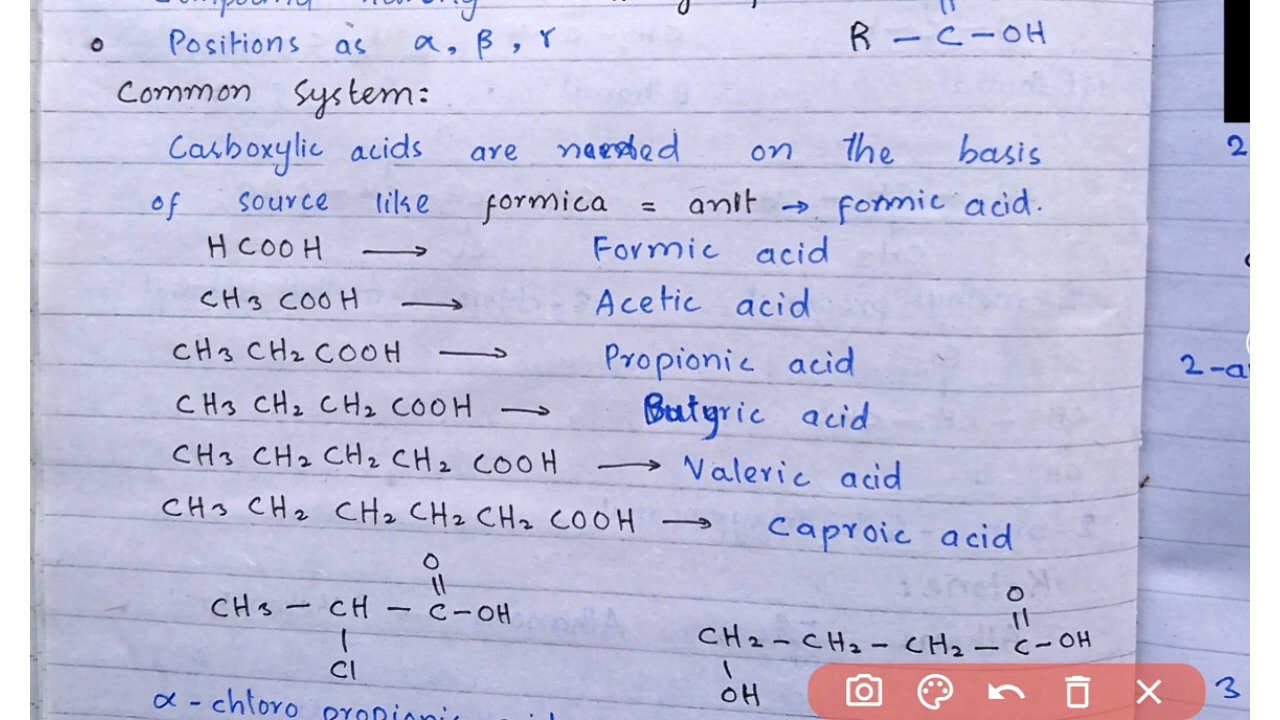 Positions as α, β, γ
R – C – OH
Common System:
Carboxylic acids are named on the basis
of source like formica = ant → formic acid.
HCOOH → Formic acid
CH3 COOH → Acetic acid
CH3 CH2 COOH → Propionic acid
CH3 CH2 CH2 COOH → Butyric acid
CH3 CH2 CH2 CH2 COOH → Valeric acid
CH3 CH2 CH2 CH2 CH2 COOH → Caproic acid
O
||
CH3 – CH – C – OH
|
Cl
O
||
CH2 – CH2 – CH2 – C – OH
|
OH
α - chloro propionic
2
2-a
3